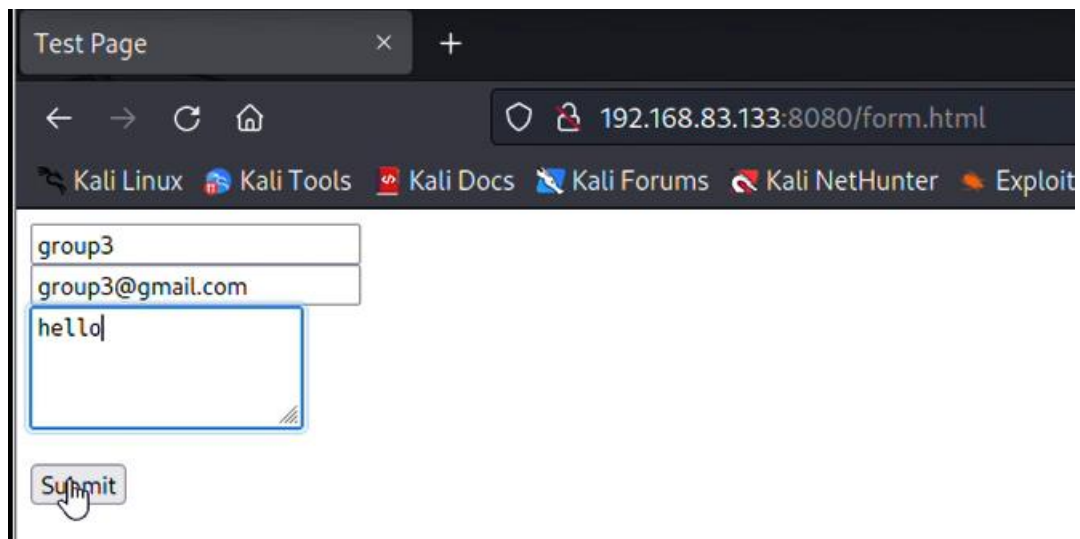 Test Page
192.168.83.133:8080/form.html
Kali Linux Kali Tools Kali Docs Kali Forums Kali NetHunter Exploit
group3
group3@gmail.com
hello
Submit